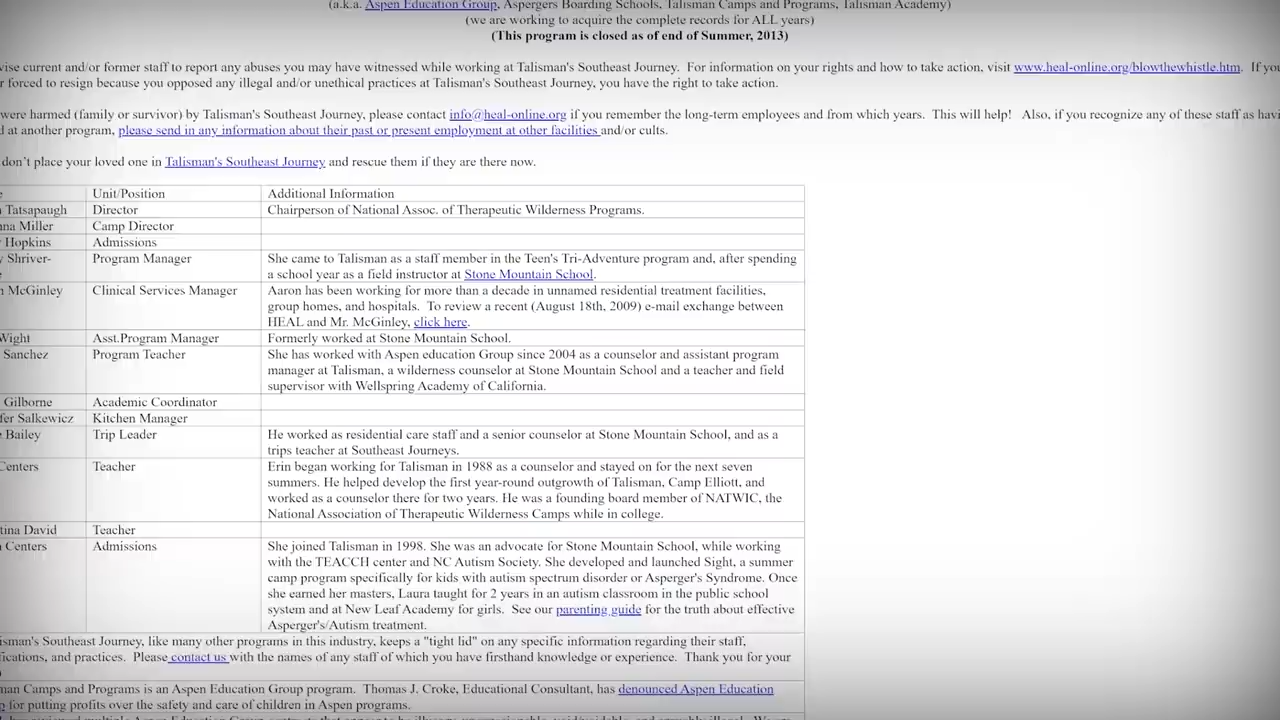 (a.k.a. Aspen Education Group, Aspergers Boarding Schools, Talisman Camps and Programs, Talisman Academy)
(we are working to acquire the complete records for ALL years)
(This program is closed as of end of Summer, 2013)
vise current and/or former staff to report any abuses you may have witnessed while working at Talisman's Southeast Journey. For information on your rights and how to take action, visit www.heal-online.org/blowthewhistle.htm. If you
r forced to resign because you opposed any illegal and/or unethical practices at Talisman's Southeast Journey, you have the right to take action.
were harmed (family or survivor) by Talisman's Southeast Journey, please contact info@heal-online.org if you remember the long-term employees and from which years. This will help! Also, if you recognize any of these staff as havi
d at another program, please send in any information about their past or present employment at other facilities and/or cults.
don't place your loved one in Talisman's Southeast Journey and rescue them if they are there now.
e Unit/Position Additional Information
Tatsapaugh Director Chairperson of National Assoc. of Therapeutic Wilderness Programs.
nna Miller Camp Director
Hopkins Admissions
y Shriver- Program Manager She came to Talisman as a staff member in the Teen's Tri-Adventure program and, after spending
a school year as a field instructor at Stone Mountain School.
n McGinley Clinical Services Manager Aaron has been working for more than a decade in unnamed residential treatment facilities,
group homes, and hospitals. To review a recent (August 18th, 2009) e-mail exchange between
HEAL and Mr. McGinley, click here.
Wight Asst.Program Manager Formerly worked at Stone Mountain School.
Sanchez Program Teacher She has worked with Aspen education Group since 2004 as a counselor and assistant program
manager at Talisman, a wilderness counselor at Stone Mountain School and a teacher and field
supervisor with Wellspring Academy of California.
Gilborne Academic Coordinator
fer Salkewicz Kitchen Manager
Bailey Trip Leader He worked as residential care staff and a senior counselor at Stone Mountain School, and as a
trips teacher at Southeast Journeys.
Centers Teacher Erin began working for Talisman in 1988 as a counselor and stayed on for the next seven
summers. He helped develop the first year-round outgrowth of Talisman, Camp Elliott, and
worked as a counselor there for two years. He was a founding board member of NATWIC, the
National Association of Therapeutic Wilderness Camps while in college.
tina David Teacher
Centers Admissions She joined Talisman in 1998. She was an advocate for Stone Mountain School, while working
with the TEACCH center and NC Autism Society. She developed and launched Sight, a summer
camp program specifically for kids with autism spectrum disorder or Asperger's Syndrome. Once
she earned her masters, Laura taught for 2 years in an autism classroom in the public school
system and at New Leaf Academy for girls. See our parenting guide for the truth about effective
Asperger's/Autism treatment.
isman's Southeast Journey, like many other programs in this industry, keeps a "tight lid" on any specific information regarding their staff,
fications, and practices. Please contact us with the names of any staff of which you have firsthand knowledge or experience. Thank you for your
man Camps and Programs is an Aspen Education Group program. Thomas J. Croke, Educational Consultant, has denounced Aspen Education
p for putting profits over the safety and care of children in Aspen programs.